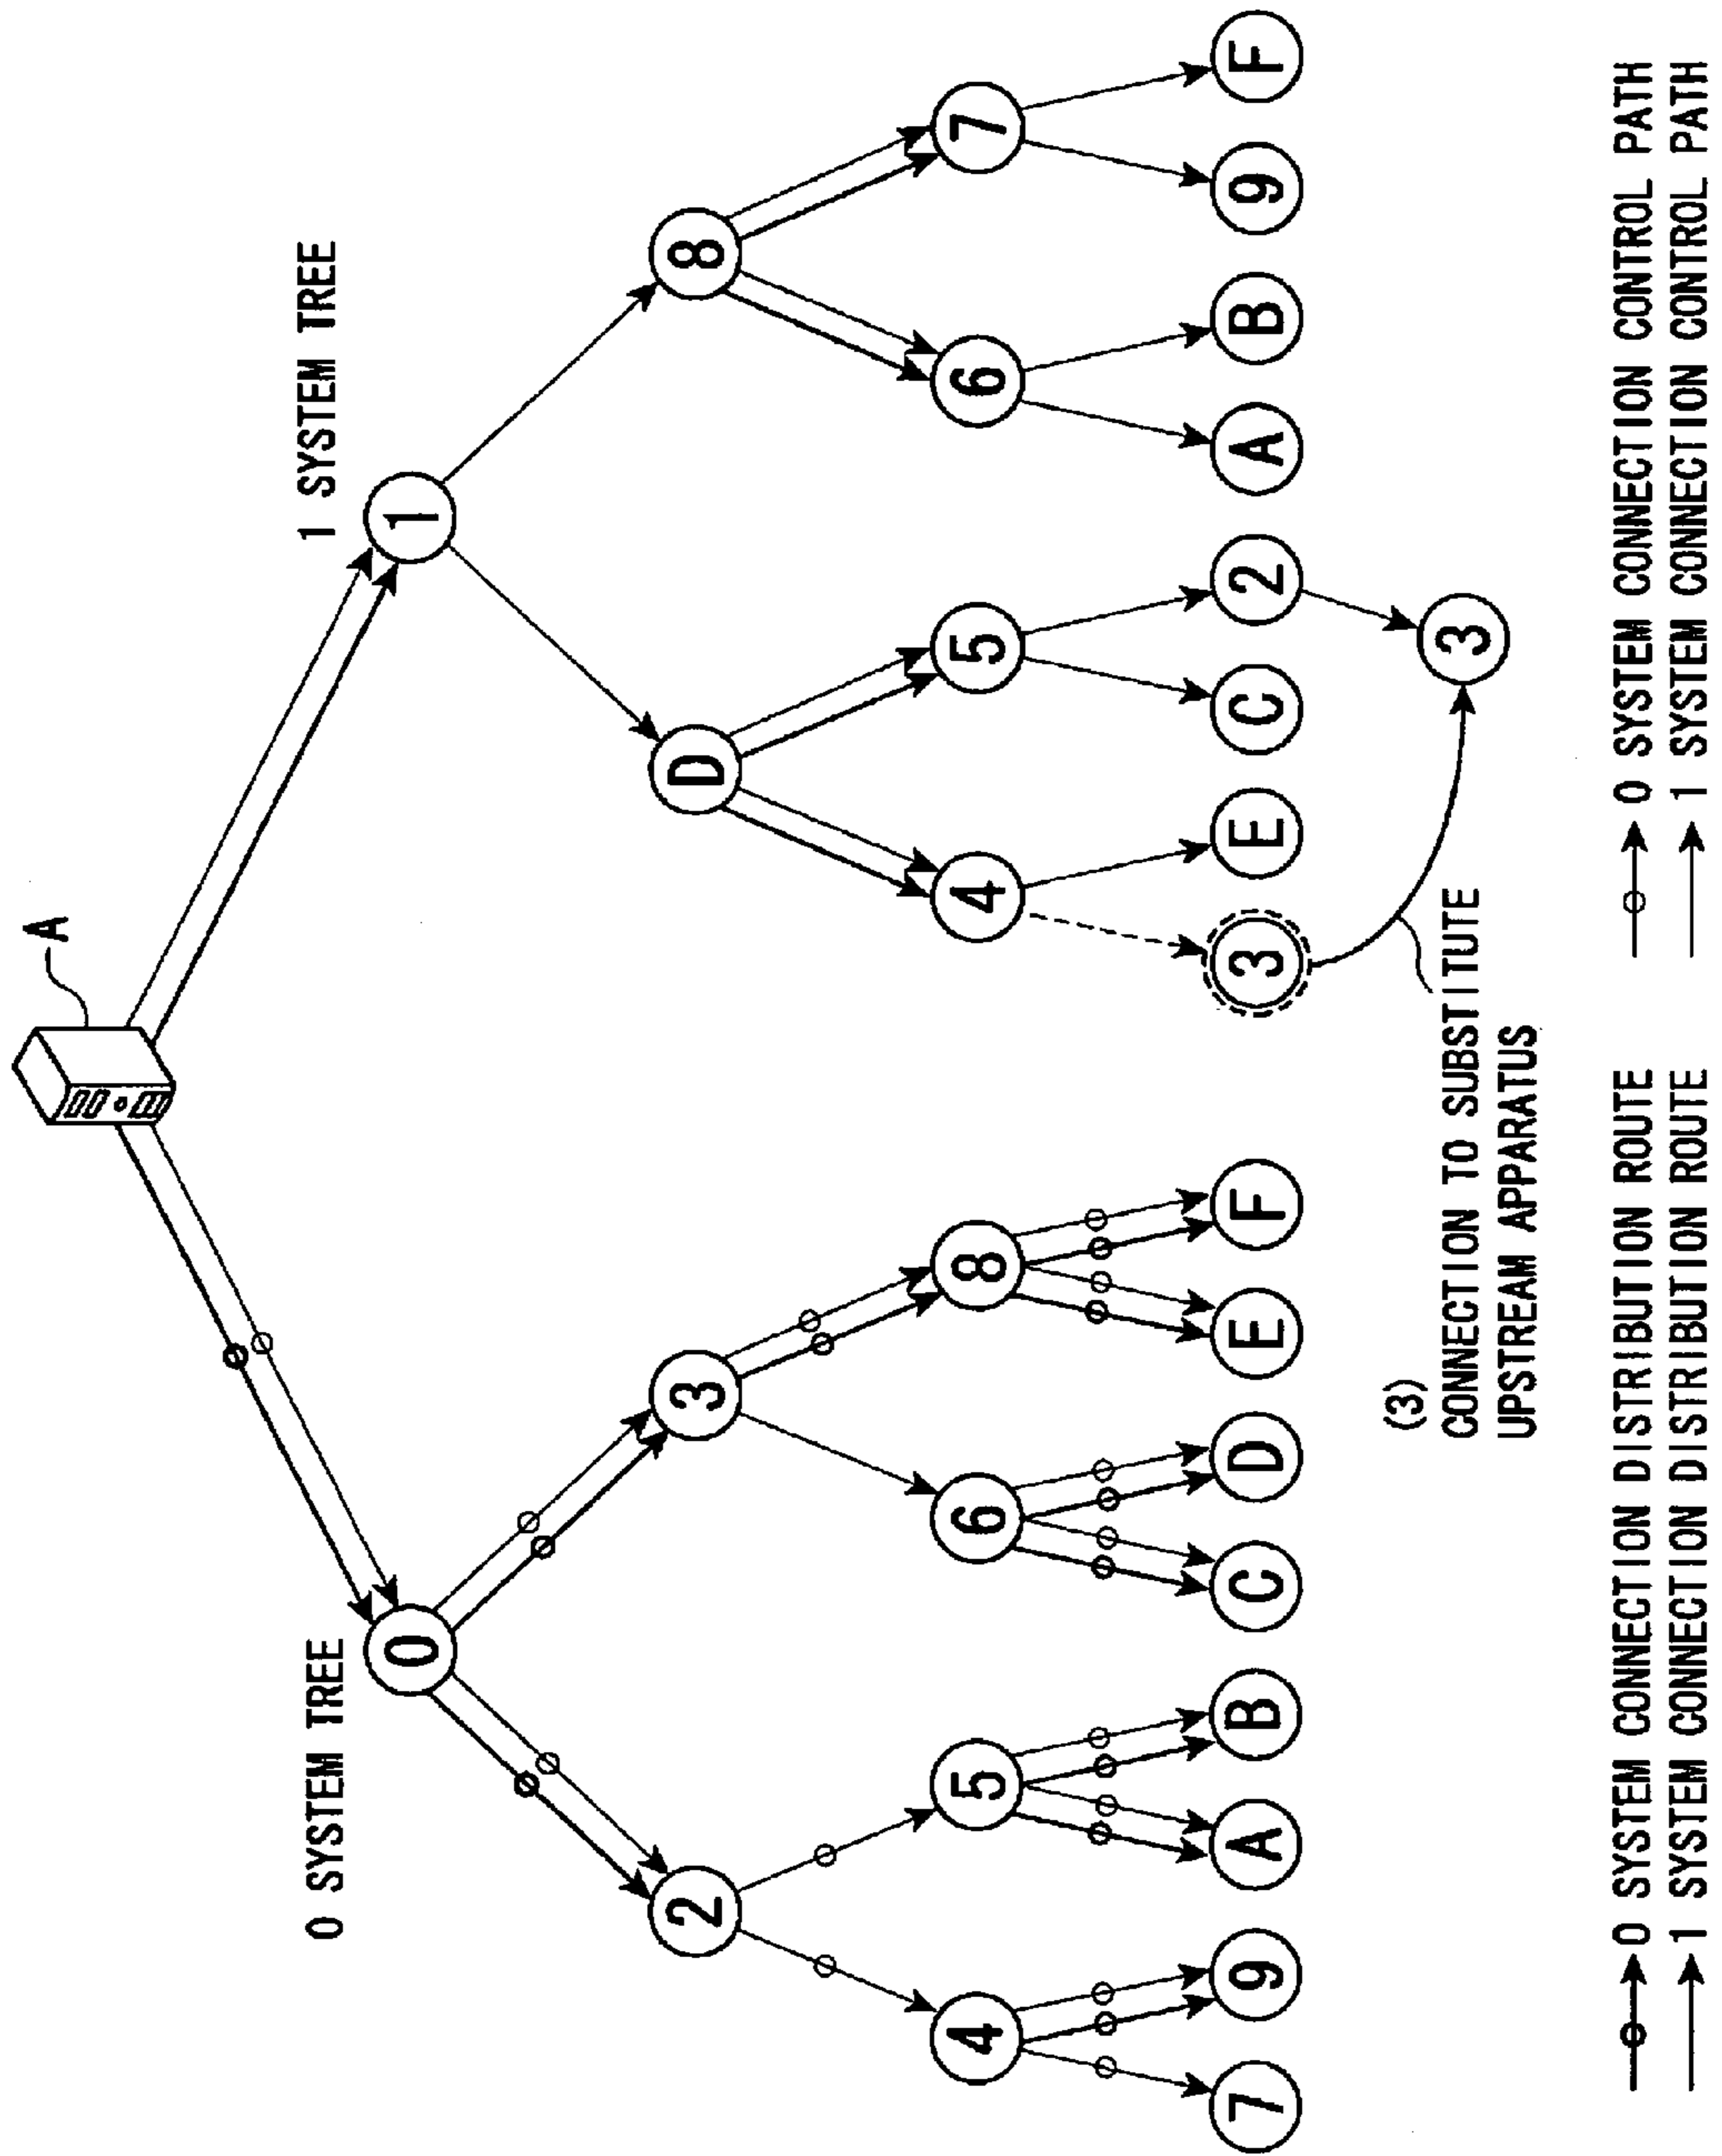 A
0 SYSTEM TREE
1 SYSTEM TREE
0
1
2
3
D
8
4
5
6
8
4
5
6
7
7
9
A
B
C
D
E
F
3
E
C
2
A
B
9
F
3
(3)
CONNECTION TO SUBSTITUTE
UPSTREAM APPARATUS
0 SYSTEM CONNECTION DISTRIBUTION ROUTE
0 SYSTEM CONNECTION CONTROL PATH
1 SYSTEM CONNECTION DISTRIBUTION ROUTE
1 SYSTEM CONNECTION CONTROL PATH